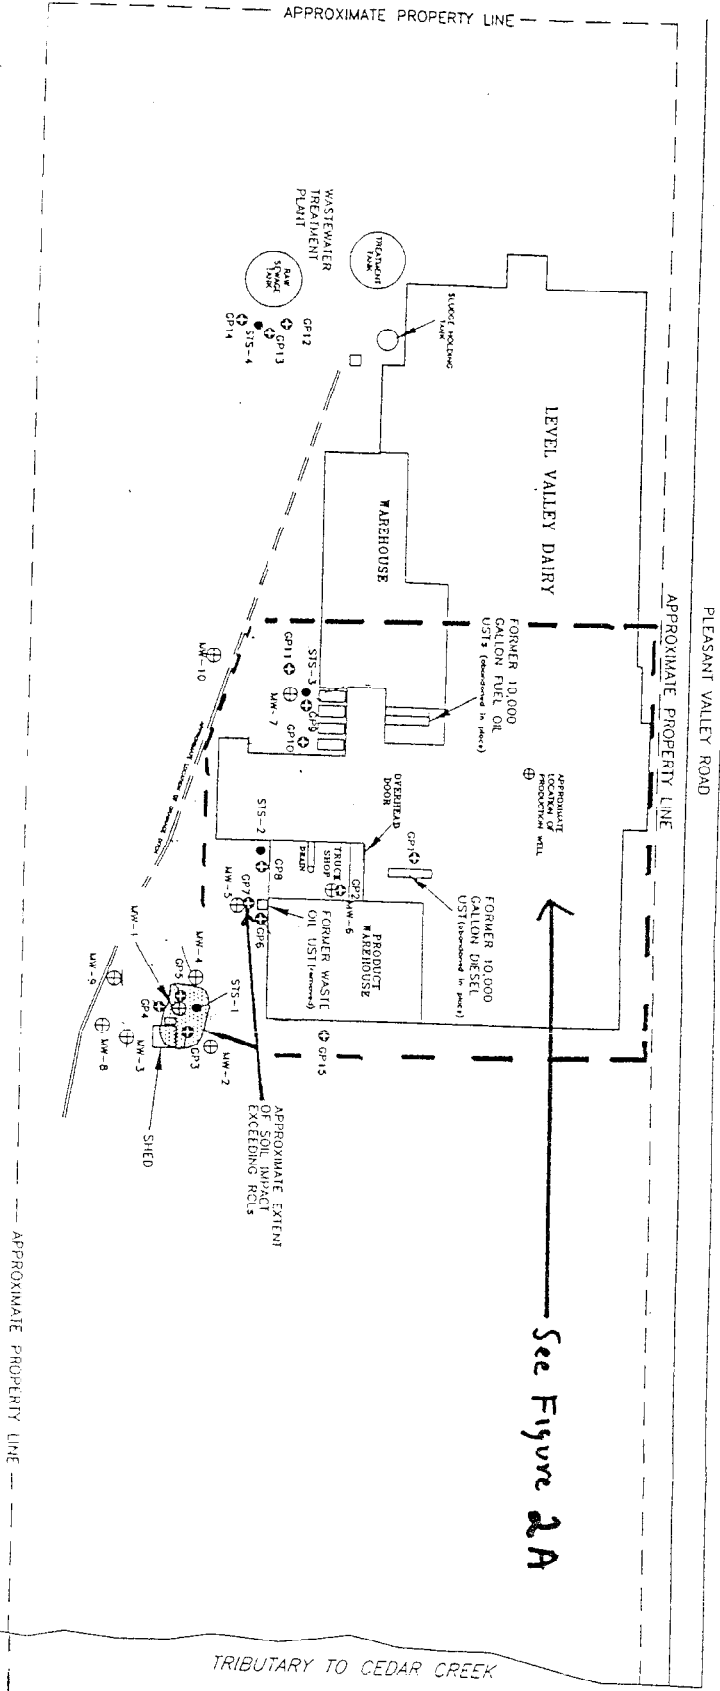 APPROXIMATE PROPERTY LINE
PLEASANT VALLEY ROAD
APPROXIMATE PROPERTY LINE
WASTEWATER
TREATMENT
PLANT
TREATMENT
TANK
RAW
SEWAGE
TANK
SLUDGE HOLDING
TANK
GP12
GP13
STS-4
GP14
LEVEL VALLEY DAIRY
WAREHOUSE
FORMER 10,000
GALLON FUEL OIL
USTs (abandoned in place)
APPROXIMATE
LOCATION OF
PRODUCTION WELL
GP11
STS-3
MW-7
GP9
GP10
MW-10
OVERHEAD
DOOR
GP1
FORMER 10,000
GALLON DIESEL
UST (abandoned in place)
STS-2
GP8
DRAIN
TRUCK
SHOP
GP2
MW-6
PRODUCT
WAREHOUSE
FORMER WASTE
OIL UST (removed)
MW-5
GP7
GP6
MW-1
MW-4
GP5
STS-1
GP4
GP3
MW-2
MW-9
MW-8
MW-3
SHED
GP15
APPROXIMATE EXTENT
OF SOIL IMPACT
EXCEEDING RCLs
See Figure 2A
APPROXIMATE PROPERTY LINE
TRIBUTARY TO CEDAR CREEK